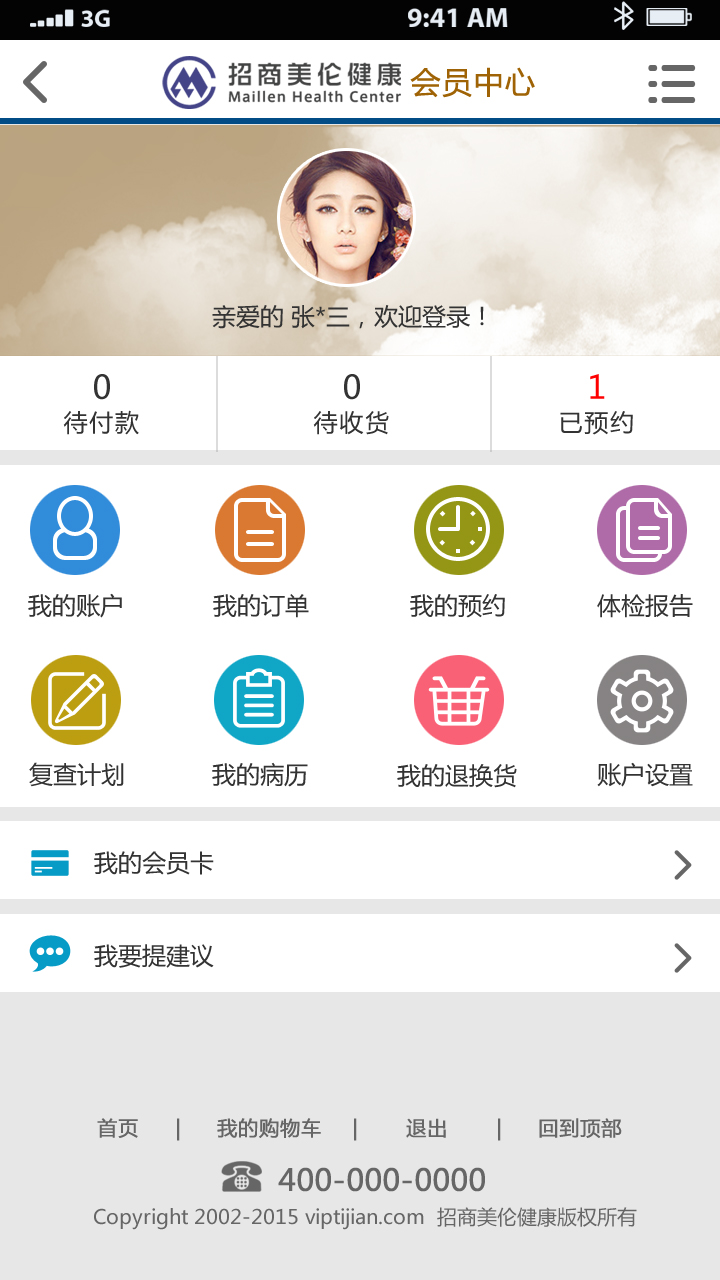 3G 9:41 AM
招商美伦健康
Maillen Health Center
会员中心
亲爱的 张*三，欢迎登录！
0 0 1
待付款 待收货 已预约
我的账户 我的订单 我的预约 体检报告
复查计划 我的病历 我的退换货 账户设置
我的会员卡
我要提建议
首页 | 我的购物车 | 退出 | 回到顶部
400-000-0000
Copyright 2002-2015 viptijian.com 招商美伦健康版权所有